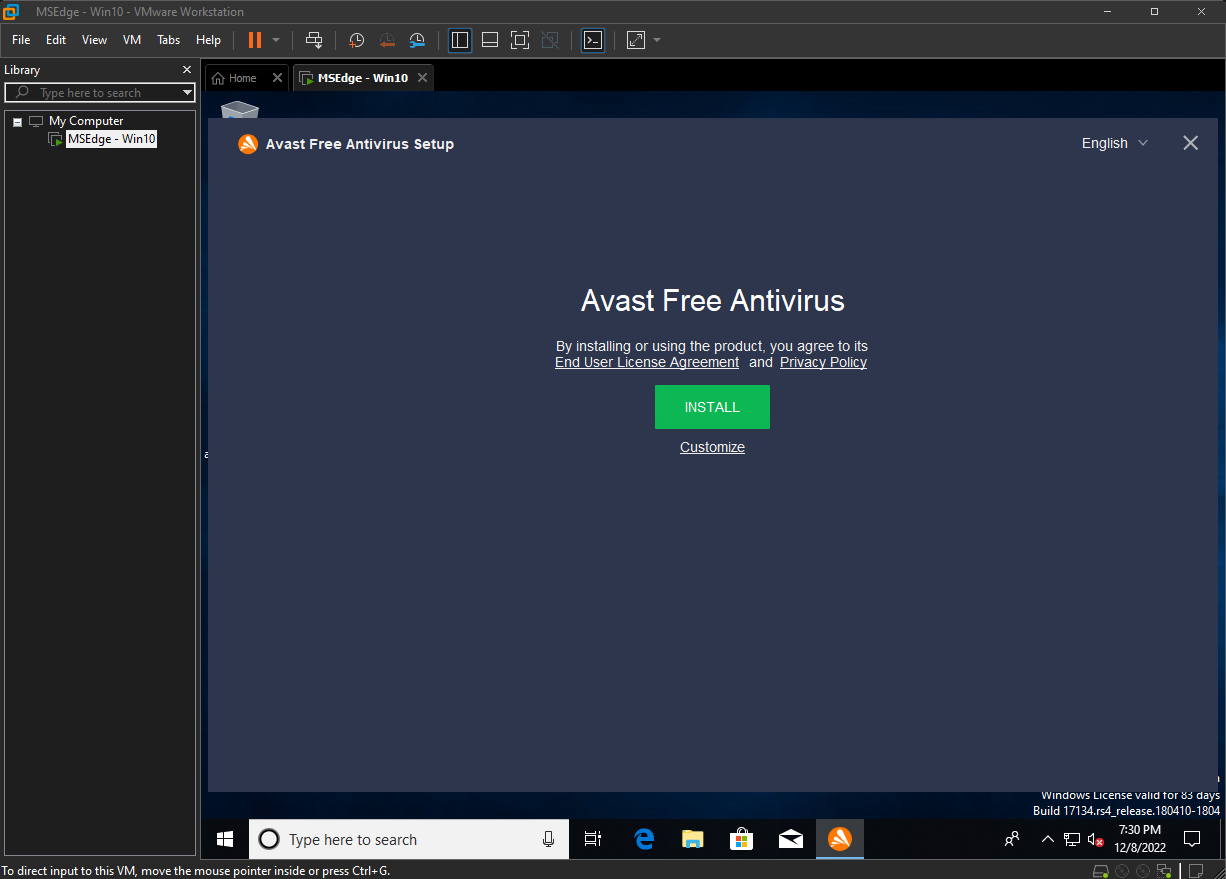 MSEdge - Win10 - VMware Workstation
File Edit View VM Tabs Help
Library
Type here to search
My Computer
MSEdge - Win10
Home
MSEdge - Win10
Avast Free Antivirus Setup
English
Avast Free Antivirus
By installing or using the product, you agree to its
End User License Agreement and Privacy Policy
INSTALL
Customize
Windows License valid for 83 days
Build 17134.rs4_release.180410-1804
Type here to search
7:30 PM
12/8/2022
To direct input to this VM, move the mouse pointer inside or press Ctrl+G.